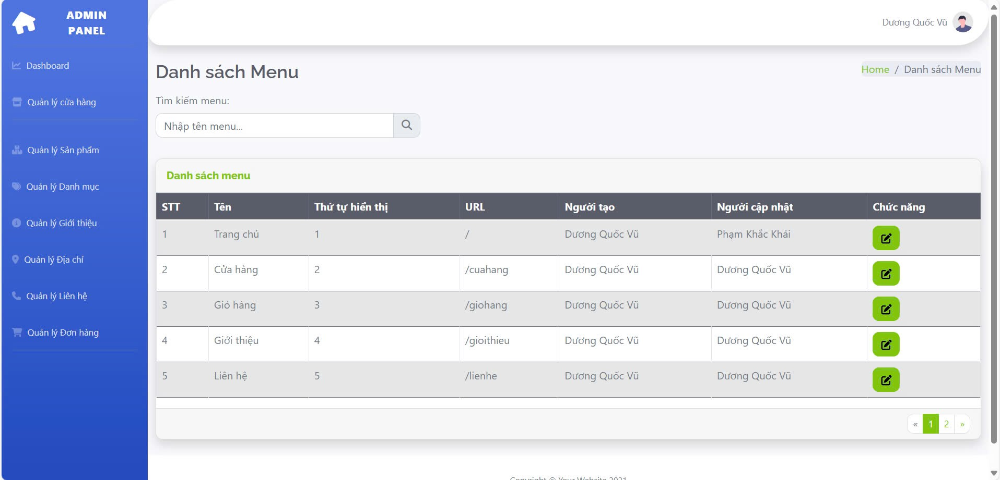 ADMIN
PANEL
Dashboard
Quản lý cửa hàng
Quản lý Sản phẩm
Quản lý Danh mục
Quản lý Giới thiệu
Quản lý Địa chỉ
Quản lý Liên hệ
Quản lý Đơn hàng
Dương Quốc Vũ
Danh sách Menu
Home / Danh sách Menu
Tìm kiếm menu:
Nhập tên menu...
Danh sách menu
STT Tên Thứ tự hiển thị URL Người tạo Người cập nhật Chức năng
1 Trang chủ 1 / Dương Quốc Vũ Phạm Khắc Khải
2 Cửa hàng 2 /cuahang Dương Quốc Vũ Dương Quốc Vũ
3 Giỏ hàng 3 /giohang Dương Quốc Vũ Dương Quốc Vũ
4 Giới thiệu 4 /gioithieu Dương Quốc Vũ Dương Quốc Vũ
5 Liên hệ 5 /lienhe Dương Quốc Vũ Dương Quốc Vũ
« 1 2 »
Copyright © Your Website 2021